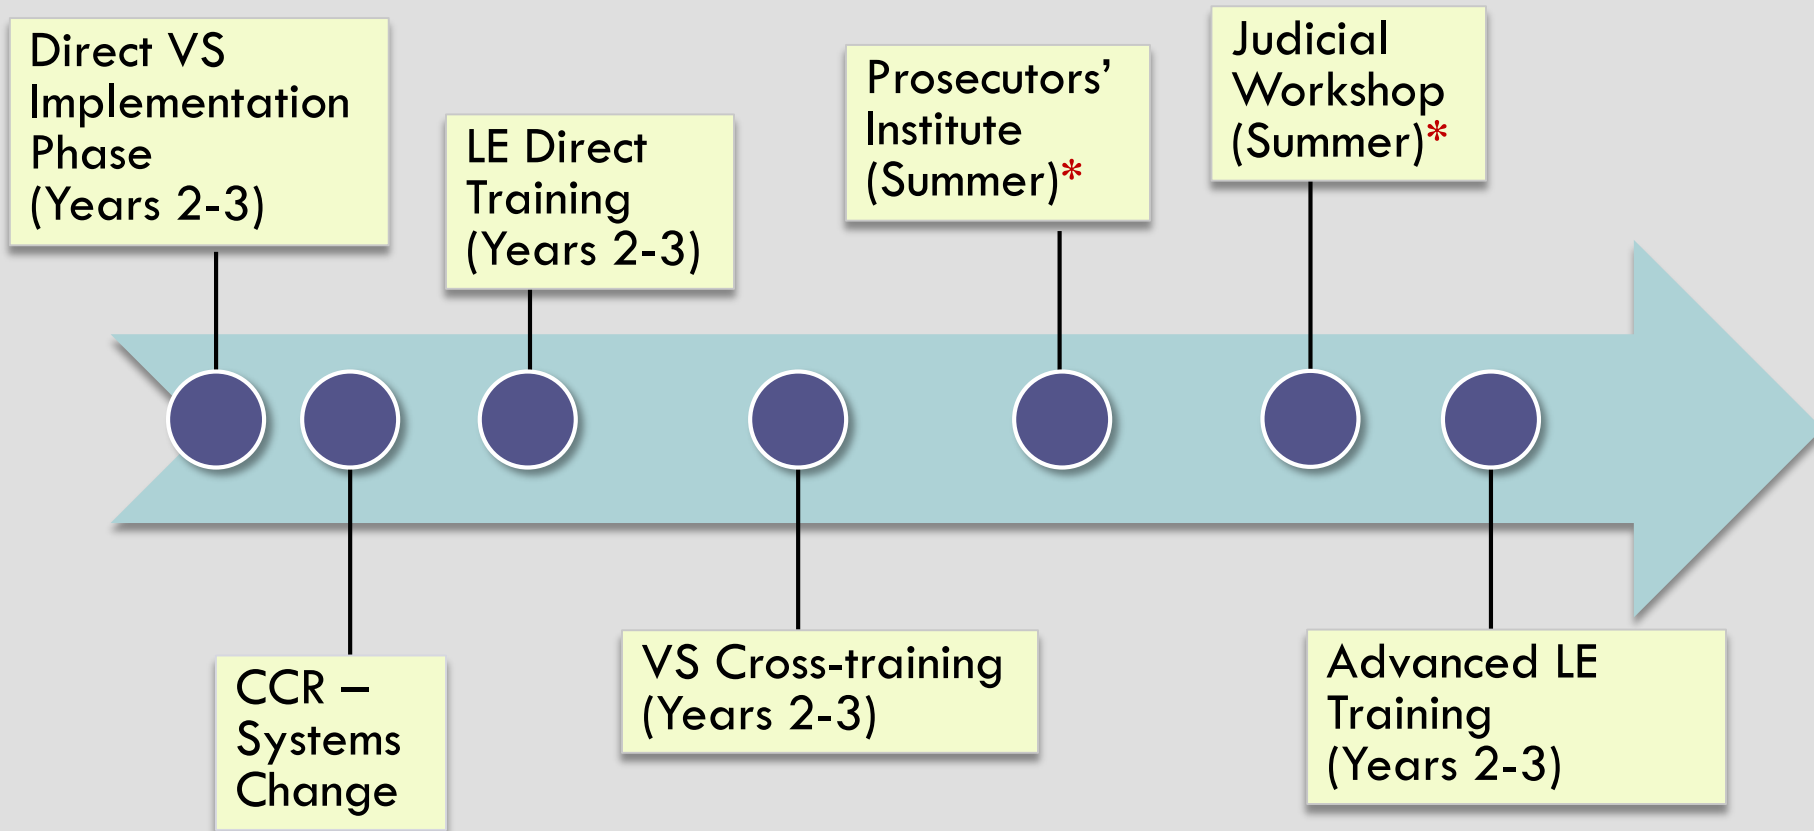 Direct VS
Implementation
Phase
(Years 2-3)
LE Direct
Training
(Years 2-3)
Prosecutors’
Institute
(Summer)*
Judicial
Workshop
(Summer)*
CCR –
Systems
Change
VS Cross-training
(Years 2-3)
Advanced LE
Training
(Years 2-3)